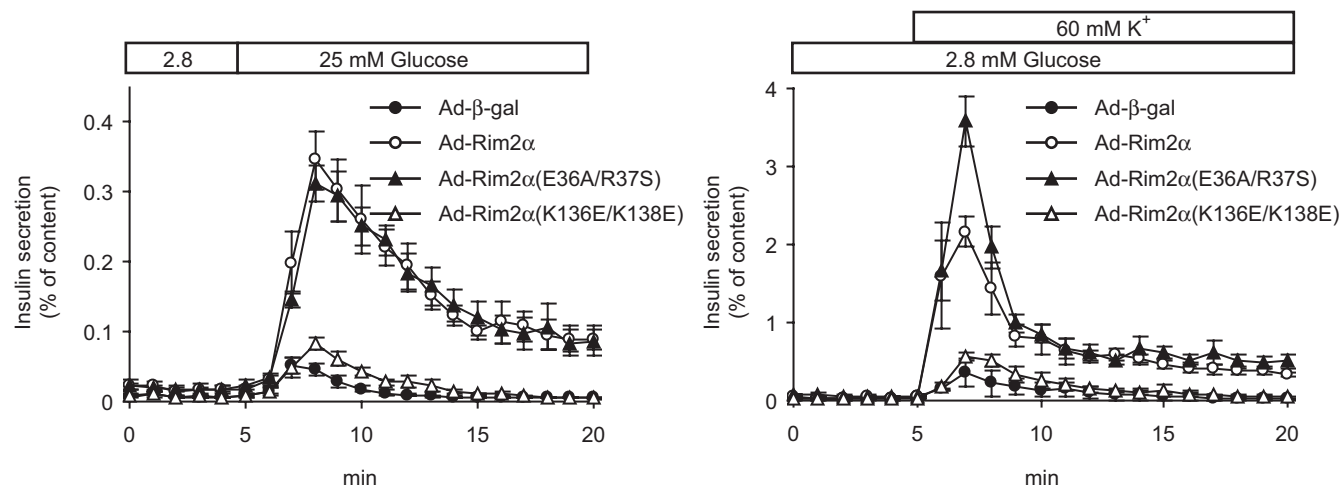 2.8
25 mM Glucose
0.4
0.3
0.2
0.1
0
Insulin secretion
(% of content)
Ad-β-gal
Ad-Rim2α
Ad-Rim2α(E36A/R37S)
Ad-Rim2α(K136E/K138E)
0 5 10 15 20
min
60 mM K⁺
2.8 mM Glucose
4
3
2
1
0
Insulin secretion
(% of content)
Ad-β-gal
Ad-Rim2α
Ad-Rim2α(E36A/R37S)
Ad-Rim2α(K136E/K138E)
0 5 10 15 20
min